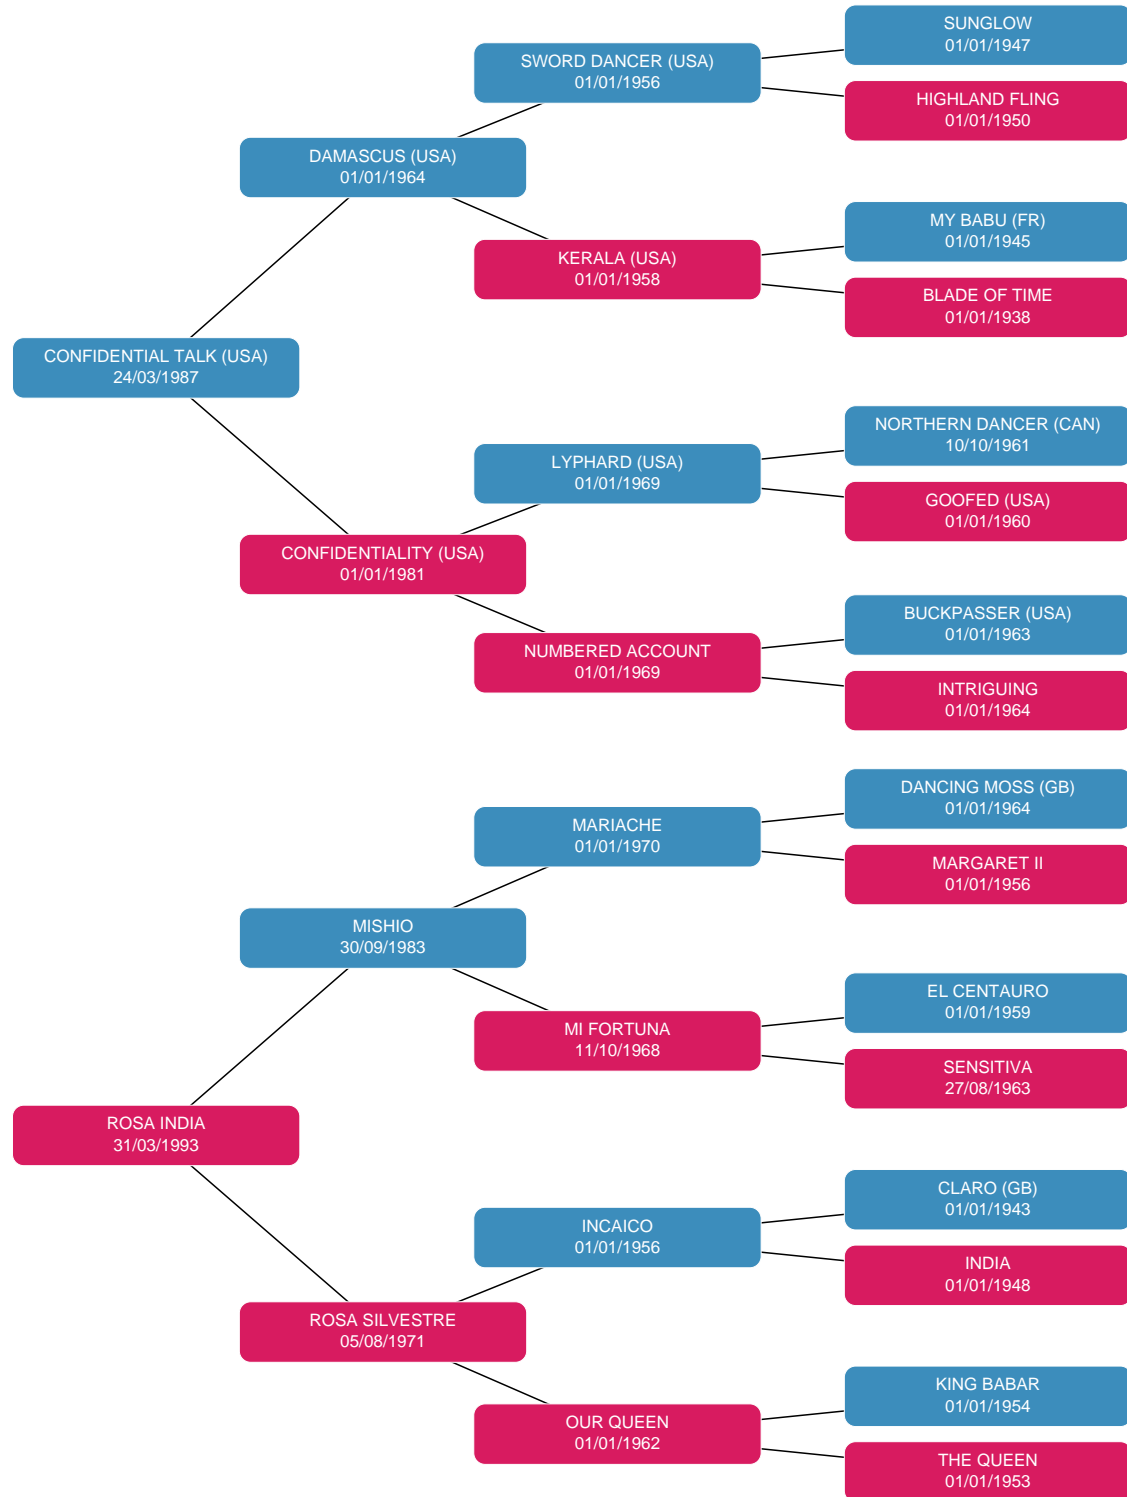 SUNGLOW
01/01/1947
SWORD DANCER (USA)
01/01/1956
HIGHLAND FLING
01/01/1950
DAMASCUS (USA)
01/01/1964
MY BABU (FR)
01/01/1945
KERALA (USA)
01/01/1958
BLADE OF TIME
01/01/1938
CONFIDENTIAL TALK (USA)
24/03/1987
NORTHERN DANCER (CAN)
10/10/1961
LYPHARD (USA)
01/01/1969
GOOFED (USA)
01/01/1960
CONFIDENTIALITY (USA)
01/01/1981
BUCKPASSER (USA)
01/01/1963
NUMBERED ACCOUNT
01/01/1969
INTRIGUING
01/01/1964
DANCING MOSS (GB)
01/01/1964
MARIACHE
01/01/1970
MARGARET II
01/01/1956
MISHIO
30/09/1983
EL CENTAURO
01/01/1959
MI FORTUNA
11/10/1968
SENSITIVA
27/08/1963
ROSA INDIA
31/03/1993
CLARO (GB)
01/01/1943
INCAICO
01/01/1956
INDIA
01/01/1948
ROSA SILVESTRE
05/08/1971
KING BABAR
01/01/1954
OUR QUEEN
01/01/1962
THE QUEEN
01/01/1953